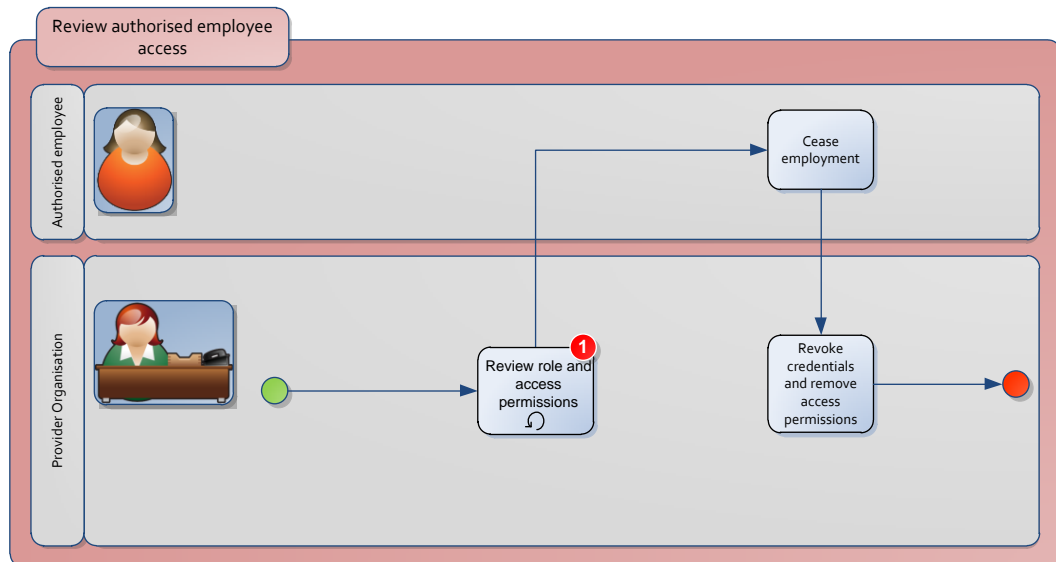 Review authorised employee
access
Authorised employee
Cease
employment
Provider Organisation
1
Review role and
access
permissions
Revoke
credentials
and remove
access
permissions